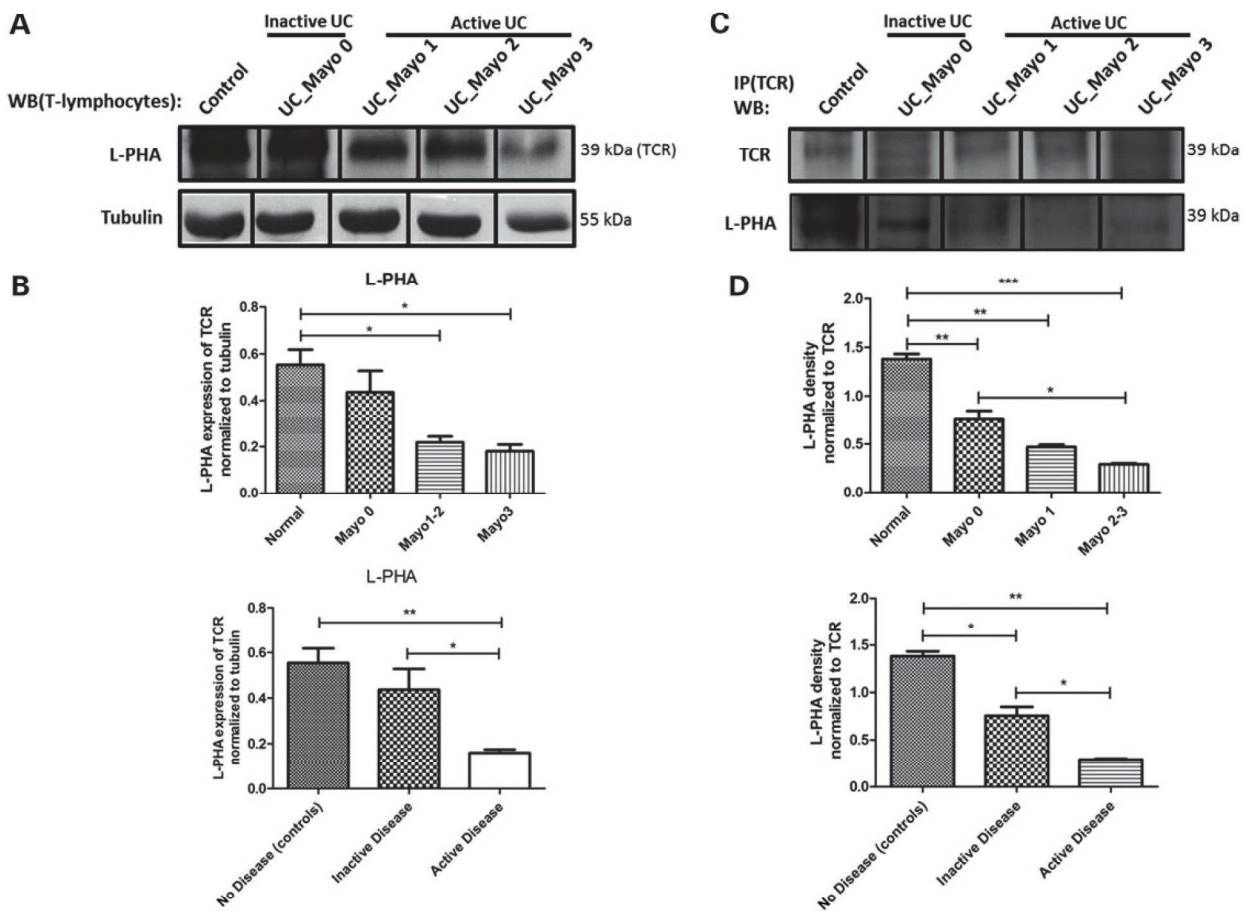 A
Inactive UC
Active UC
WB(T-lymphocytes):
Control
UC_Mayo 0
UC_Mayo 1
UC_Mayo 2
UC_Mayo 3
L-PHA
39 kDa (TCR)
Tubulin
55 kDa
C
Inactive UC
Active UC
IP(TCR)
WB:
Control
UC_Mayo 0
UC_Mayo 1
UC_Mayo 2
UC_Mayo 3
TCR
39 kDa
L-PHA
39 kDa
B
L-PHA
L-PHA expression of TCR
normalized to tubulin
0.8
0.6
0.4
0.2
0.0
*
*
Normal
Mayo 0
Mayo1-2
Mayo3
L-PHA
L-PHA expression of TCR
normalized to tubulin
0.8
0.6
0.4
0.2
0.0
**
*
No Disease (controls)
Inactive Disease
Active Disease
D
L-PHA density
normalized to TCR
2.0
1.5
1.0
0.5
0.0
***
**
**
*
Normal
Mayo 0
Mayo 1
Mayo 2-3
L-PHA density
normalized to TCR
2.0
1.5
1.0
0.5
0.0
**
*
*
No Disease (controls)
Inactive Disease
Active Disease